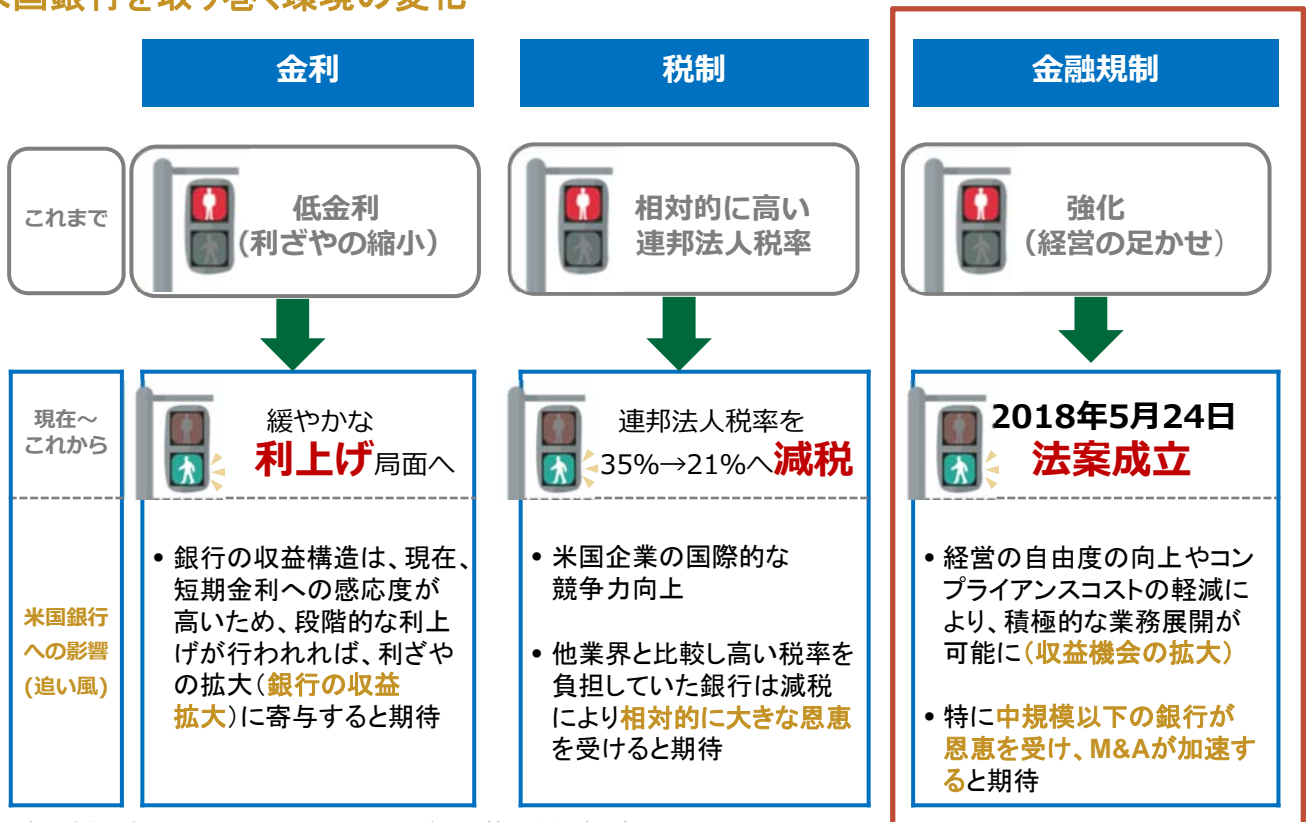 米国銀行を取り巻く環境の変化
金利
税制
金融規制
これまで
低金利
(利ざやの縮小）
相対的に高い
連邦法人税率
強化
（経営の足かせ）
現在～
これから
緩やかな
利上げ局面へ
連邦法人税率を
35%→21%へ減税
2018年5月24日
法案成立
米国銀行
への影響
(追い風)
• 銀行の収益構造は、現在、
短期金利への感応度が
高いため、段階的な利上
げが行われれば、利ざや
の拡大（銀行の収益
拡大）に寄与すると期待
• 米国企業の国際的な
競争力向上
• 他業界と比較し高い税率を
負担していた銀行は減税
により相対的に大きな恩恵
を受けると期待
• 経営の自由度の向上やコン
プライアンスコストの軽減に
より、積極的な業務展開が
可能に（収益機会の拡大）
• 特に中規模以下の銀行が
恩恵を受け、M&Aが加速す
ると期待